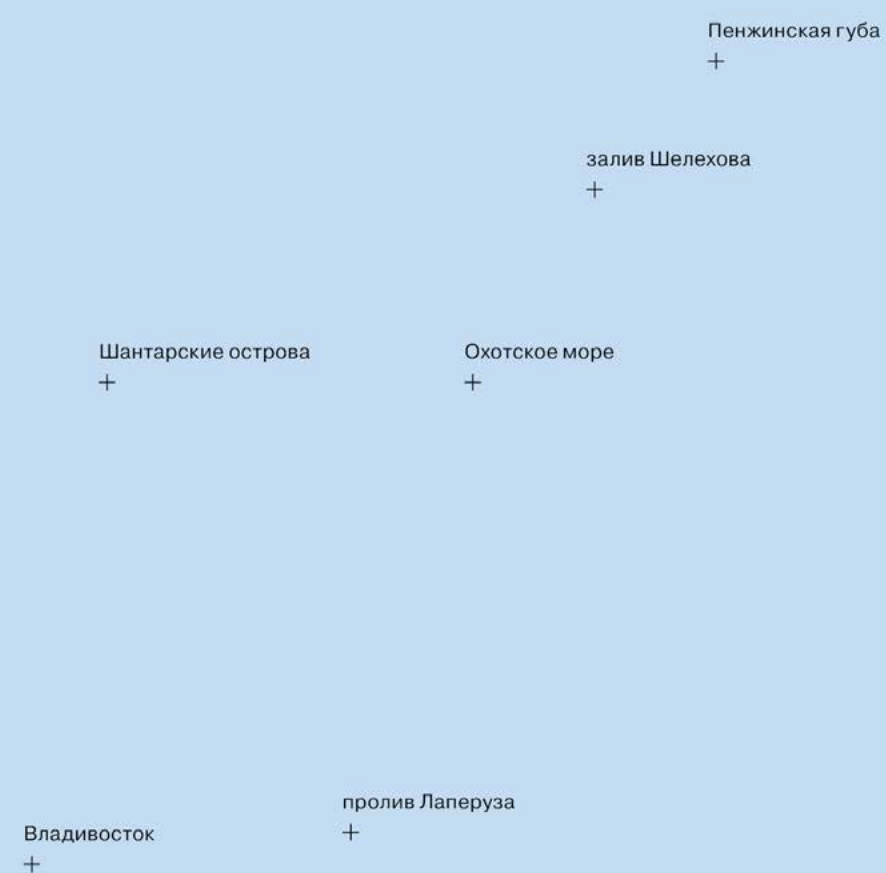 Пенжинская губа
залив Шелехова
Шантарские острова
Охотское море
пролив Лаперуза
Владивосток